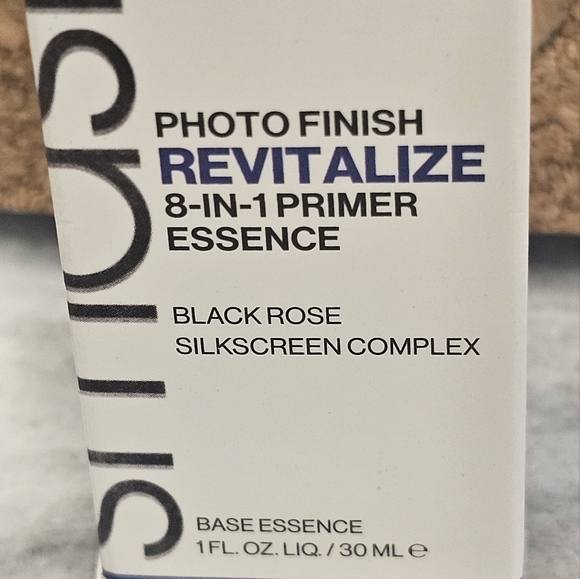 PHOTO FINISH
REVITALIZE
8-IN-1 PRIMER
ESSENCE
BLACK ROSE
SILKSCREEN COMPLEX
BASE ESSENCE
1 FL. OZ. LIQ. / 30 ML ℮